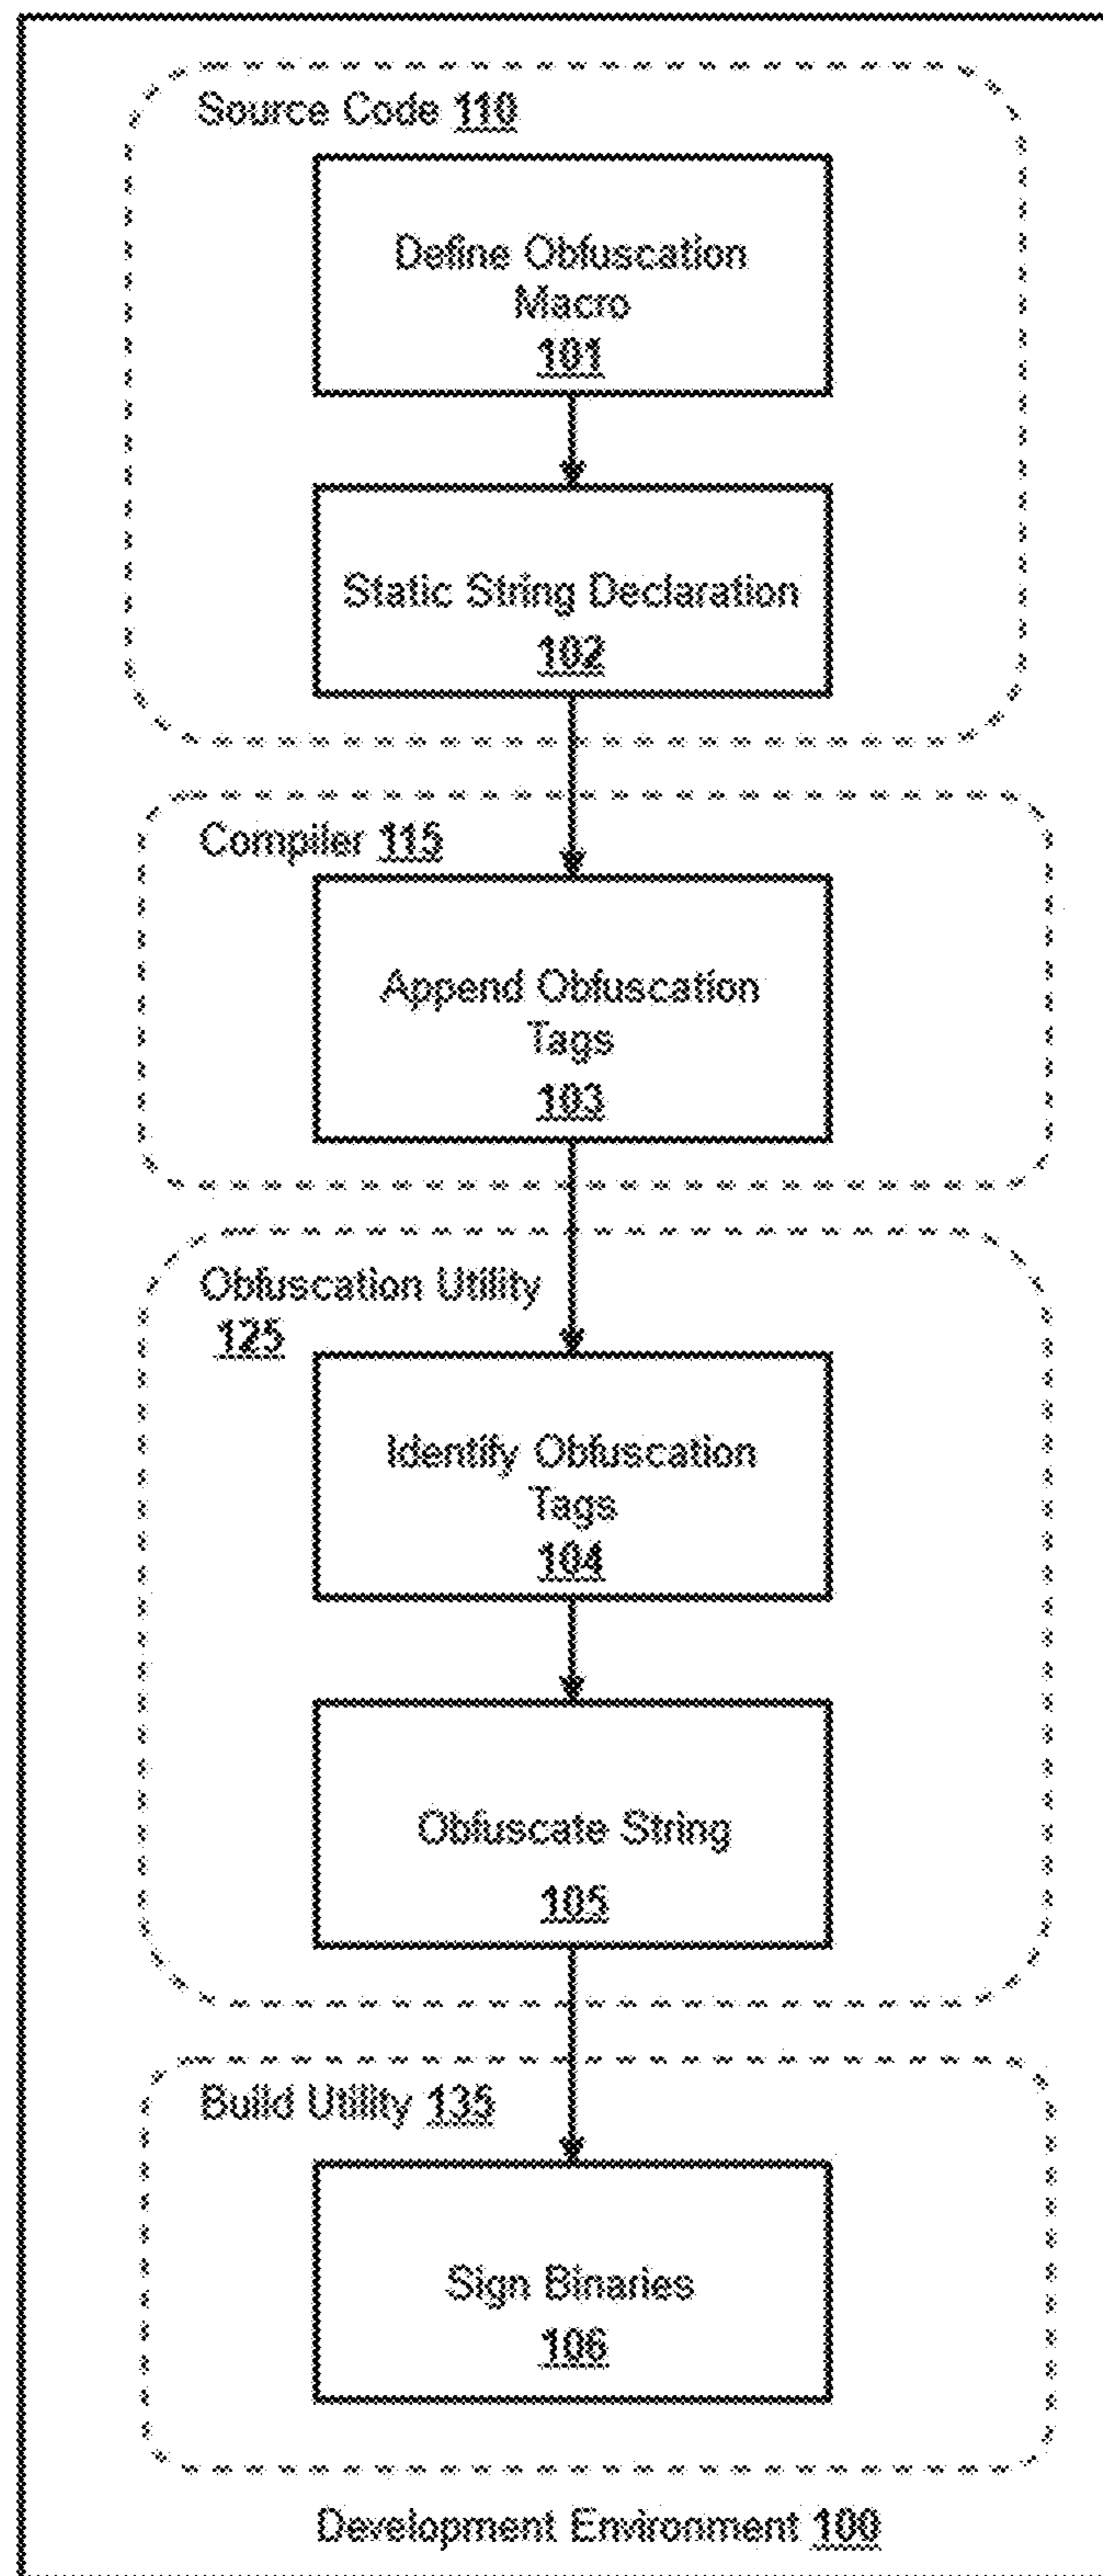 Source Code 110
Define Obfuscation
Macro
101
Static String Declaration
102
Compiler 115
Append Obfuscation
Tags
103
Obfuscation Utility
125
Identify Obfuscation
Tags
104
Obfuscate String
105
Build Utility 135
Sign Binaries
106
Development Environment 100